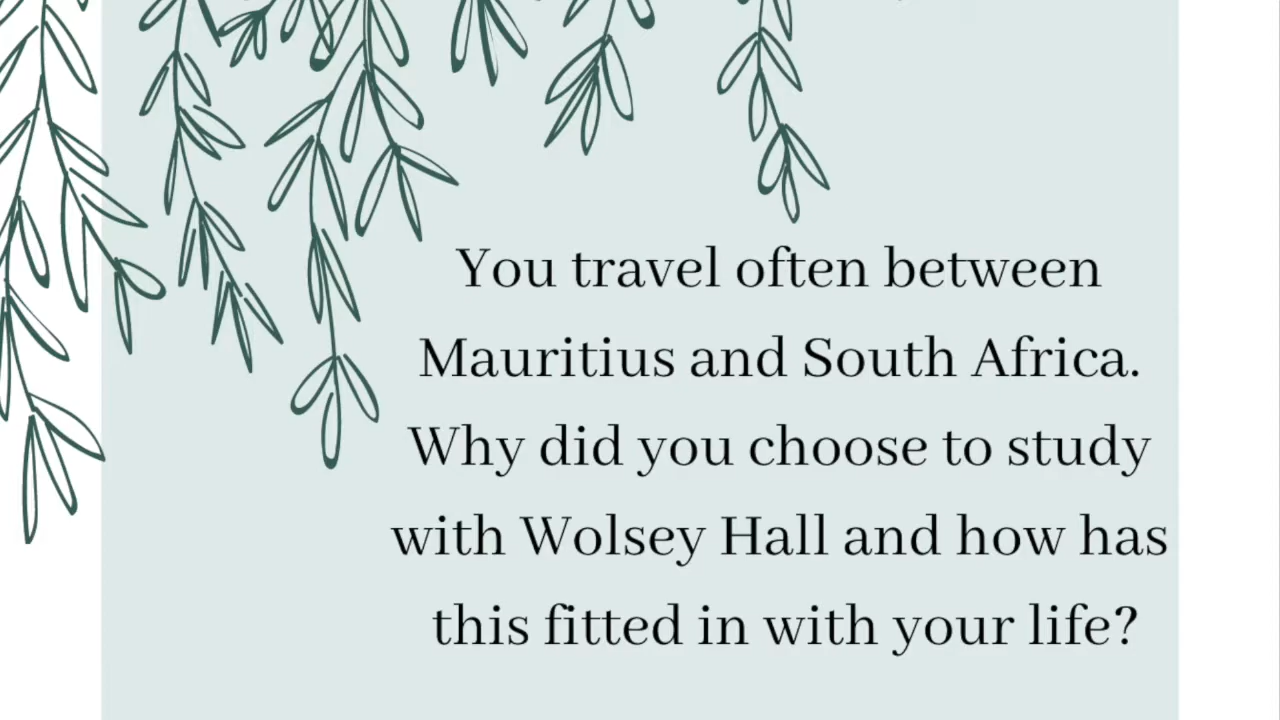 You travel often between
Mauritius and South Africa.
Why did you choose to study
with Wolsey Hall and how has
this fitted in with your life?